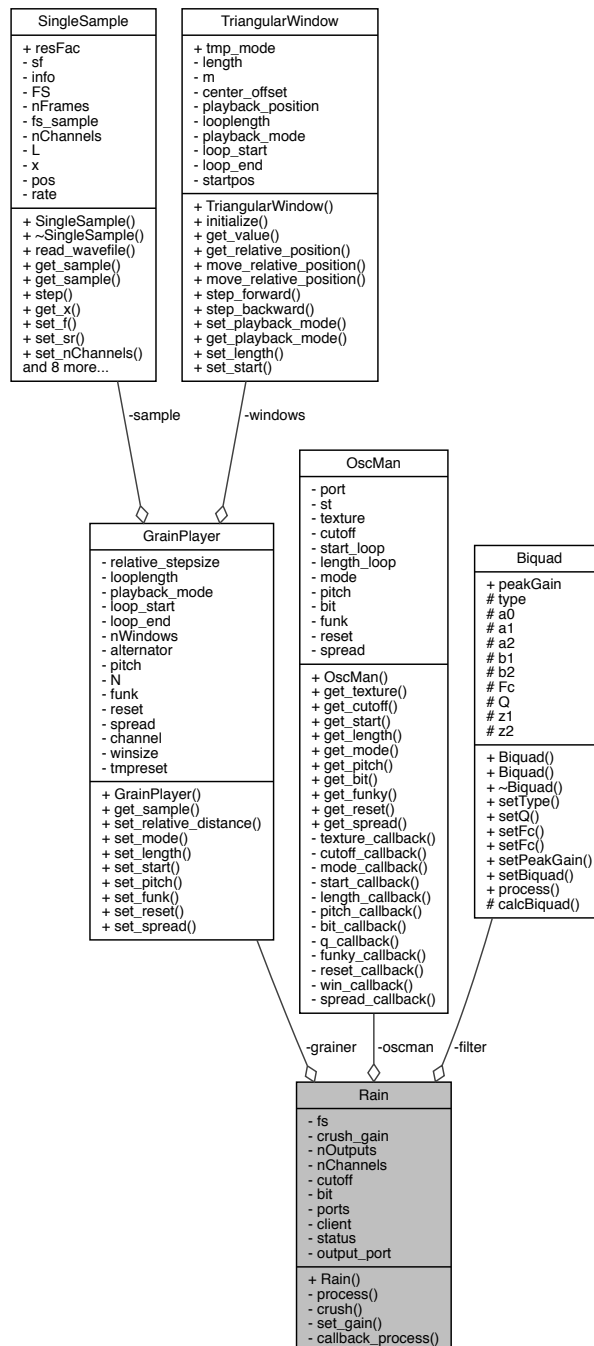 SingleSample
+ resFac
- sf
- info
- FS
- nFrames
- fs_sample
- nChannels
- L
- x
- pos
- rate
+ SingleSample()
+ ~SingleSample()
+ read_wavefile()
+ get_sample()
+ get_sample()
+ step()
+ get_x()
+ set_f()
+ set_sr()
+ set_nChannels()
and 8 more...
TriangularWindow
+ tmp_mode
- length
- m
- center_offset
- playback_position
- looplength
- playback_mode
- loop_start
- loop_end
- startpos
+ TriangularWindow()
+ initialize()
+ get_value()
+ get_relative_position()
+ move_relative_position()
+ move_relative_position()
+ step_forward()
+ step_backward()
+ set_playback_mode()
+ get_playback_mode()
+ set_length()
+ set_start()
-sample
-windows
GrainPlayer
- relative_stepsize
- looplength
- playback_mode
- loop_start
- loop_end
- nWindows
- alternator
- pitch
- N
- funk
- reset
- spread
- channel
- winsize
- tmpreset
+ GrainPlayer()
+ get_sample()
+ set_relative_distance()
+ set_mode()
+ set_length()
+ set_start()
+ set_pitch()
+ set_funk()
+ set_reset()
+ set_spread()
OscMan
- port
- st
- texture
- cutoff
- start_loop
- length_loop
- mode
- pitch
- bit
- funk
- reset
- spread
+ OscMan()
+ get_texture()
+ get_cutoff()
+ get_start()
+ get_length()
+ get_mode()
+ get_pitch()
+ get_bit()
+ get_funky()
+ get_reset()
+ get_spread()
- texture_callback()
- cutoff_callback()
- mode_callback()
- start_callback()
- length_callback()
- pitch_callback()
- bit_callback()
- q_callback()
- funky_callback()
- reset_callback()
- win_callback()
- spread_callback()
Biquad
+ peakGain
# type
# a0
# a1
# a2
# b1
# b2
# Fc
# Q
# z1
# z2
+ Biquad()
+ Biquad()
+ ~Biquad()
+ setType()
+ setQ()
+ setFc()
+ setFc()
+ setPeakGain()
+ setBiquad()
+ process()
# calcBiquad()
-grainer
-oscman
-filter
Rain
- fs
- crush_gain
- nOutputs
- nChannels
- cutoff
- bit
- ports
- client
- status
- output_port
+ Rain()
- process()
- crush()
- set_gain()
- callback_process()